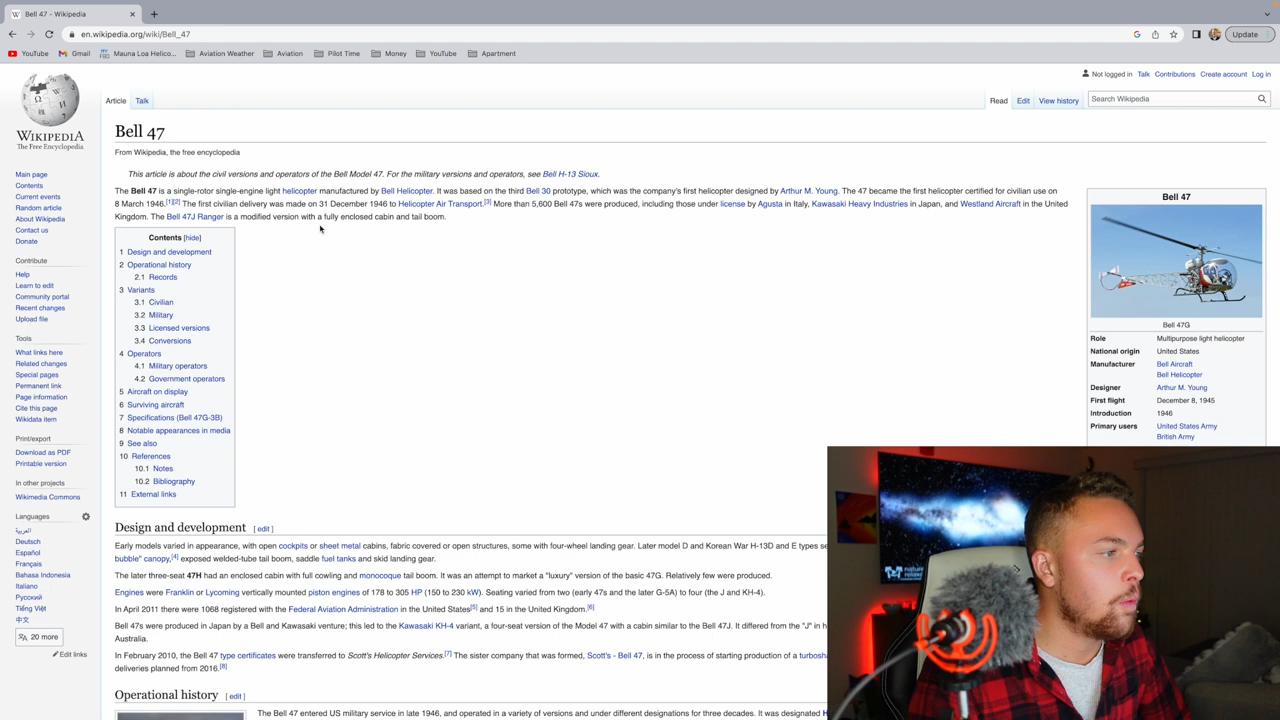 Bell 47 - Wikipedia
en.wikipedia.org/wiki/Bell_47
Update
YouTube
Gmail
Mauna Loa Helico...
Aviation Weather
Aviation
Pilot Time
Money
YouTube
Apartment
Not logged in Talk Contributions Create account Log in
Article Talk
Read Edit View history
Search Wikipedia
WIKIPEDIA
The Free Encyclopedia
Main page
Contents
Current events
Random article
About Wikipedia
Contact us
Donate
Contribute
Help
Learn to edit
Community portal
Recent changes
Upload file
Tools
What links here
Related changes
Special pages
Permanent link
Page information
Cite this page
Wikidata item
Print/export
Download as PDF
Printable version
In other projects
Wikimedia Commons
Languages
العربية
Deutsch
Español
Français
Bahasa Indonesia
Italiano
Русский
Tiếng Việt
中文
20 more
Edit links
Bell 47
From Wikipedia, the free encyclopedia
This article is about the civil versions and operators of the Bell Model 47. For the military versions and operators, see Bell H-13 Sioux.
The Bell 47 is a single-rotor single-engine light helicopter manufactured by Bell Helicopter. It was based on the third Bell 30 prototype, which was the company's first helicopter designed by Arthur M. Young. The 47 became the first helicopter certified for civilian use on
8 March 1946.[1][2] The first civilian delivery was made on 31 December 1946 to Helicopter Air Transport.[3] More than 5,600 Bell 47s were produced, including those under license by Agusta in Italy, Kawasaki Heavy Industries in Japan, and Westland Aircraft in the United
Kingdom. The Bell 47J Ranger is a modified version with a fully enclosed cabin and tail boom.
Contents [hide]
1 Design and development
2 Operational history
2.1 Records
3 Variants
3.1 Civilian
3.2 Military
3.3 Licensed versions
3.4 Conversions
4 Operators
4.1 Military operators
4.2 Government operators
5 Aircraft on display
6 Surviving aircraft
7 Specifications (Bell 47G-3B)
8 Notable appearances in media
9 See also
10 References
10.1 Notes
10.2 Bibliography
11 External links
Bell 47
Bell 47G
Role Multipurpose light helicopter
National origin United States
Manufacturer Bell Aircraft
Bell Helicopter
Designer Arthur M. Young
First flight December 8, 1945
Introduction 1946
Primary users United States Army
British Army
Design and development [ edit ]
Early models varied in appearance, with open cockpits or sheet metal cabins, fabric covered or open structures, some with four-wheel landing gear. Later model D and Korean War H-13D and E types se
bubble" canopy,[4] exposed welded-tube tail boom, saddle fuel tanks and skid landing gear.
The later three-seat 47H had an enclosed cabin with full cowling and monocoque tail boom. It was an attempt to market a "luxury" version of the basic 47G. Relatively few were produced.
Engines were Franklin or Lycoming vertically mounted piston engines of 178 to 305 HP (150 to 230 kW). Seating varied from two (early 47s and the later G-5A) to four (the J and KH-4).
In April 2011 there were 1068 registered with the Federal Aviation Administration in the United States[5] and 15 in the United Kingdom.[6]
Bell 47s were produced in Japan by a Bell and Kawasaki venture; this led to the Kawasaki KH-4 variant, a four-seat version of the Model 47 with a cabin similar to the Bell 47J. It differed from the "J" in h
Australia.
In February 2010, the Bell 47 type certificates were transferred to Scott's Helicopter Services.[7] The sister company that was formed, Scott's - Bell 47, is in the process of starting production of a turbosh
deliveries planned from 2016.[8]
Operational history [ edit ]
The Bell 47 entered US military service in late 1946, and operated in a variety of versions and under different designations for three decades. It was designated H